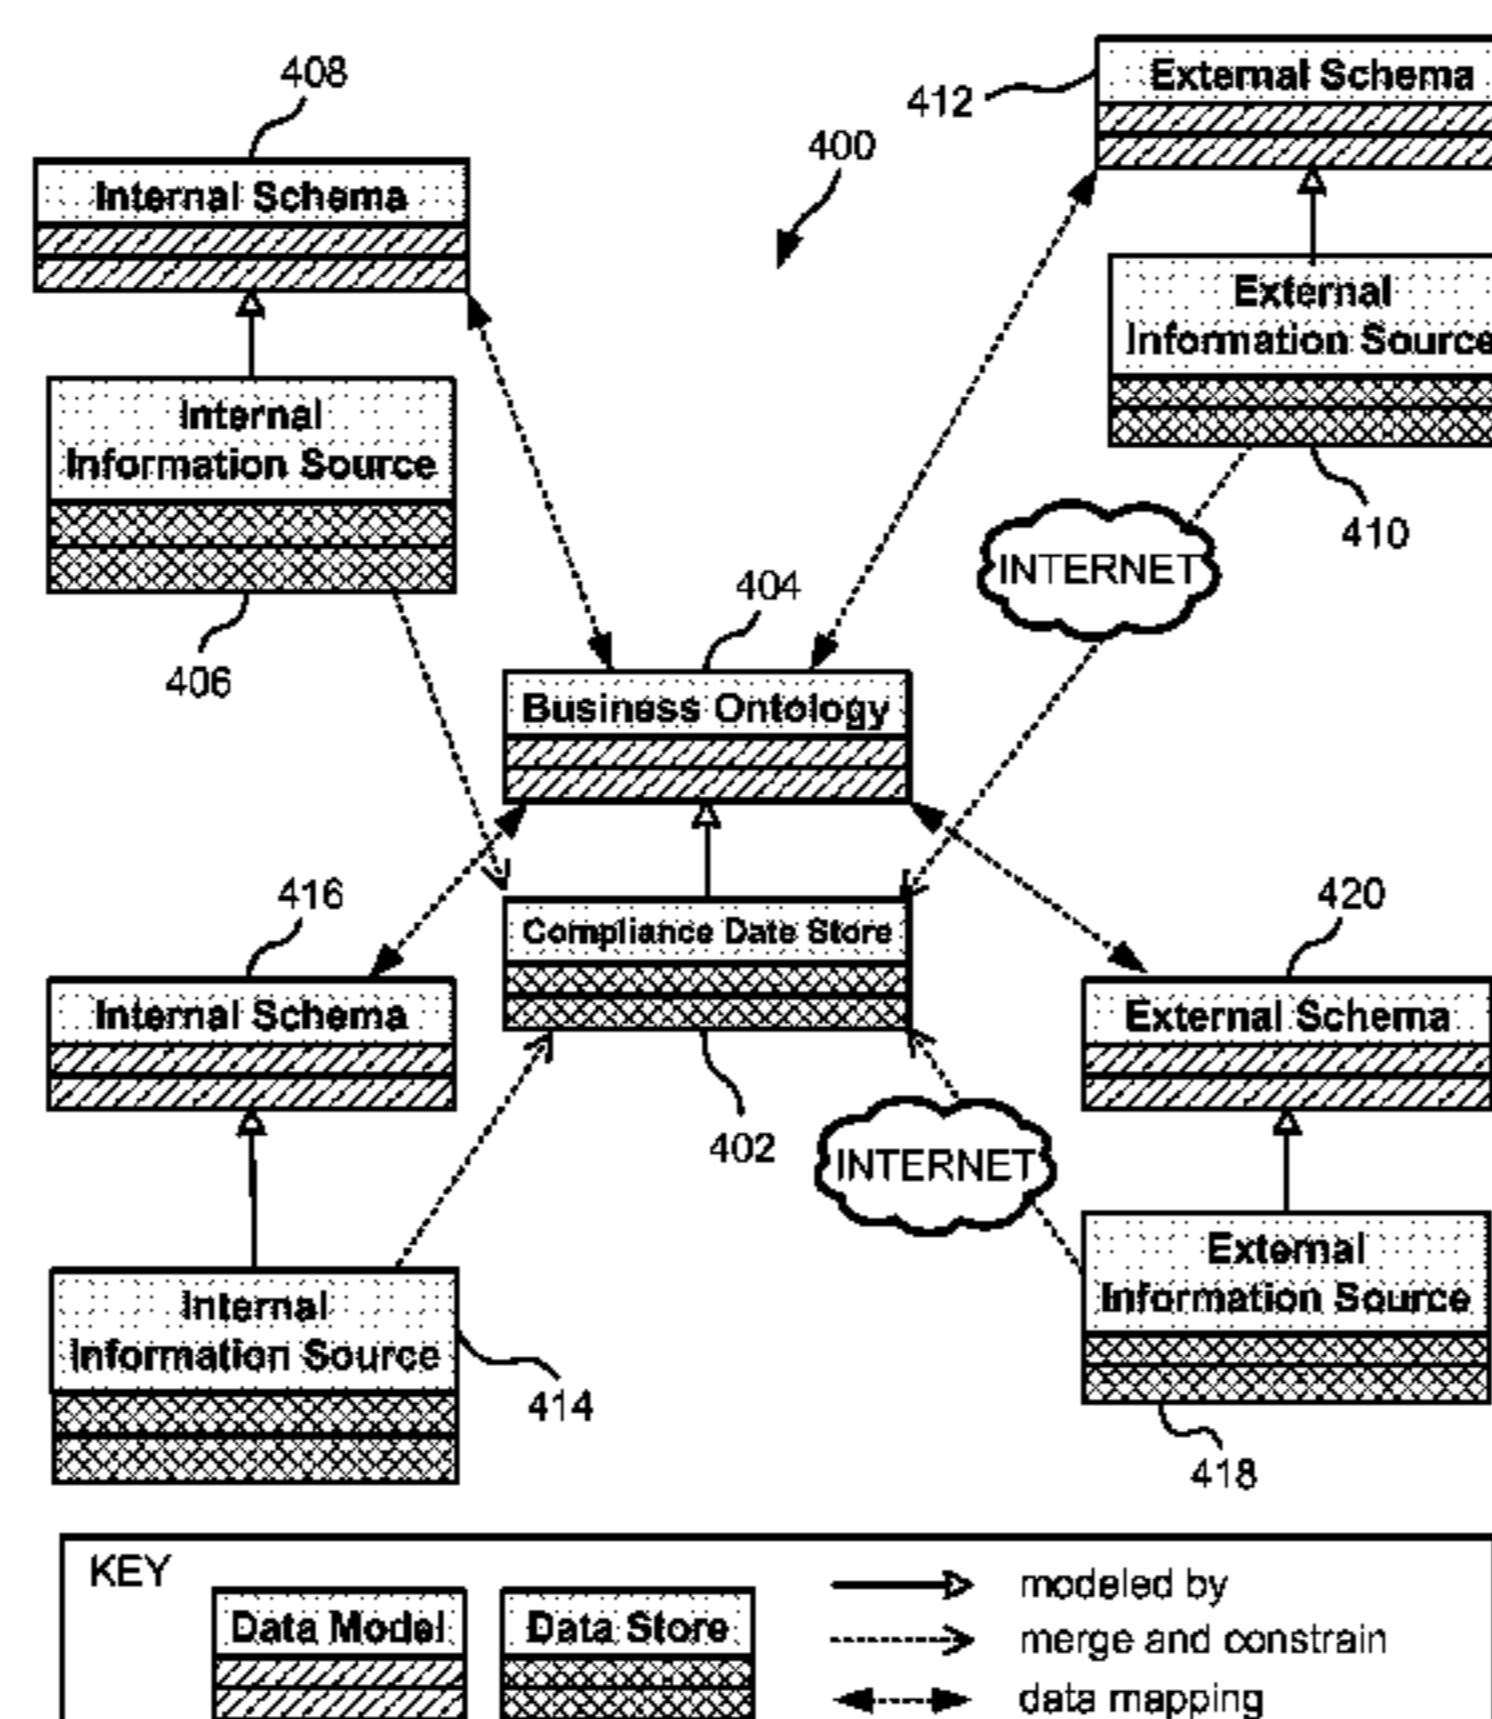 408
412
External Schema
400
Internal Schema
External
Information Source
Internal
Information Source
410
INTERNET
404
406
Business Ontology
416
420
Compliance Date Store
Internal Schema
External Schema
402
INTERNET
External
Information Source
Internal
Information Source
414
418
KEY
Data Model
Data Store
modeled by
merge and constrain
data mapping